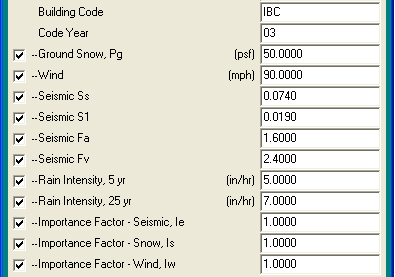 Building Code IBC
Code Year 03
--Ground Snow, Pg (psf) 50.0000
--Wind (mph) 90.0000
--Seismic Ss 0.0740
--Seismic S1 0.0190
--Seismic Fa 1.6000
--Seismic Fv 2.4000
--Rain Intensity, 5 yr (in/hr) 5.0000
--Rain Intensity, 25 yr (in/hr) 7.0000
--Importance Factor - Seismic, Ie 1.0000
--Importance Factor - Snow, Is 1.0000
--Importance Factor - Wind, Iw 1.0000